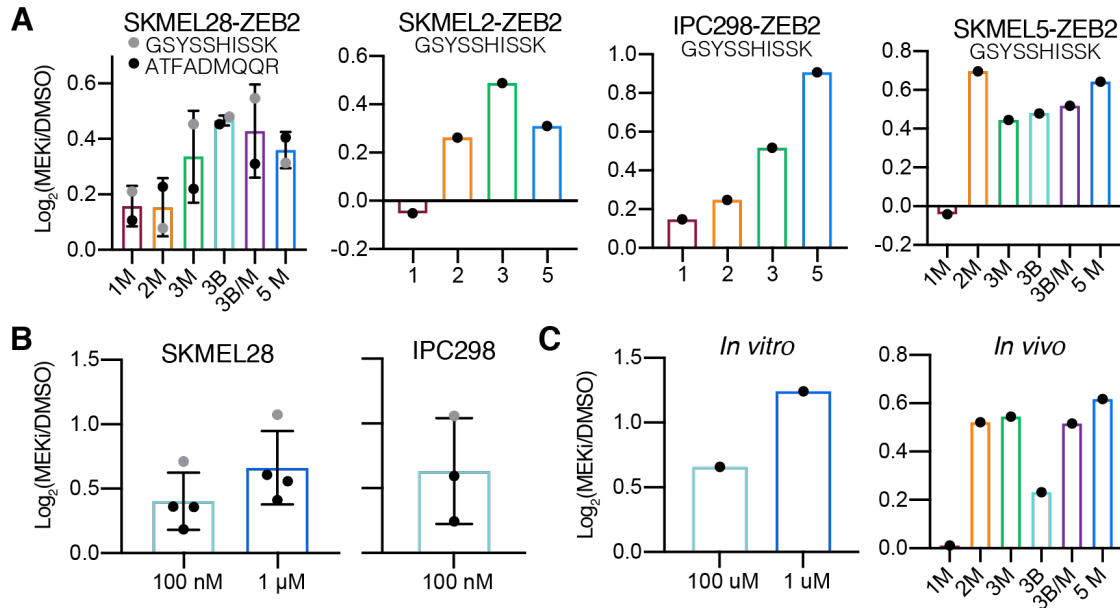 A
SKMEL28-ZEB2
GSYSSHISSK
ATFADMQQR
Log2(MEKi/DMSO)
0.6
0.4
0.2
0.0
1M
2M
3M
3B
3B/M
5 M
SKMEL2-ZEB2
GSYSSHISSK
0.6
0.4
0.2
0.0
-0.2
1
2
3
5
IPC298-ZEB2
GSYSSHISSK
1.0
0.8
0.6
0.4
0.2
0.0
1
2
3
5
SKMEL5-ZEB2
GSYSSHISSK
0.8
0.6
0.4
0.2
0.0
-0.2
1M
2M
3M
3B
3B/M
5 M
B
SKMEL28
Log2(MEKi/DMSO)
1.5
1.0
0.5
0.0
100 nM
1 µM
IPC298
100 nM
C
In vitro
Log2(MEKi/DMSO)
1.5
1.0
0.5
0.0
100 uM
1 uM
In vivo
0.8
0.6
0.4
0.2
0.0
1M
2M
3M
3B
3B/M
5 M